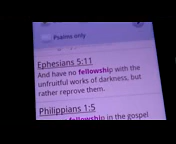 Psalms only
Ephesians 5:11
And have no fellowship with the
unfruitful works of darkness, but
rather reprove them.
Philippians 1:5
fellowship in the gospel